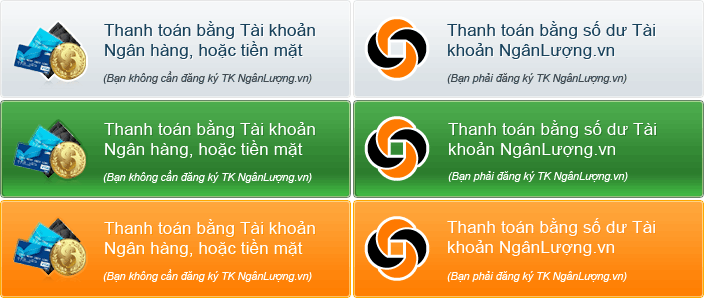 Thanh toán bằng Tài khoản
Ngân hàng, hoặc tiền mặt
(Bạn không cần đăng ký TK NgânLượng.vn)
Thanh toán bằng số dư Tài
khoản NgânLượng.vn
(Bạn phải đăng ký TK NgânLượng.vn)
Thanh toán bằng Tài khoản
Ngân hàng, hoặc tiền mặt
(Bạn không cần đăng ký TK NgânLượng.vn)
Thanh toán bằng số dư Tài
khoản NgânLượng.vn
(Bạn phải đăng ký TK NgânLượng.vn)
Thanh toán bằng Tài khoản
Ngân hàng, hoặc tiền mặt
(Bạn không cần đăng ký TK NgânLượng.vn)
Thanh toán bằng số dư Tài
khoản NgânLượng.vn
(Bạn phải đăng ký TK NgânLượng.vn)